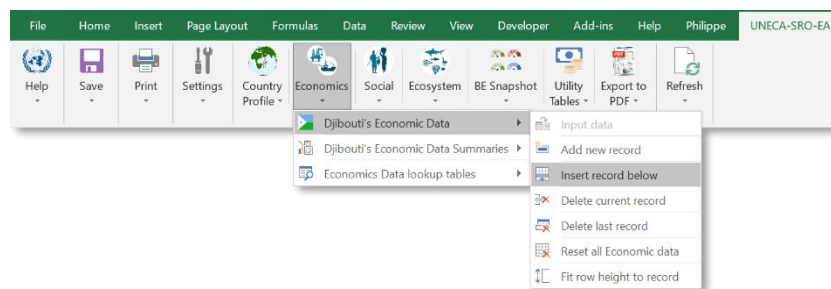 File Home Insert Page Layout Formulas Data Review View Developer Add-ins Help Philippe UNECA-SRO-EA
Help Save Print Settings Country Profile Economics Social Ecosystem BE Snapshot Utility Tables Export to PDF Refresh
Djibouti's Economic Data
Djibouti's Economic Data Summaries
Economics Data lookup tables
Input data
Add new record
Insert record below
Delete current record
Delete last record
Reset all Economic data
Fit row height to record